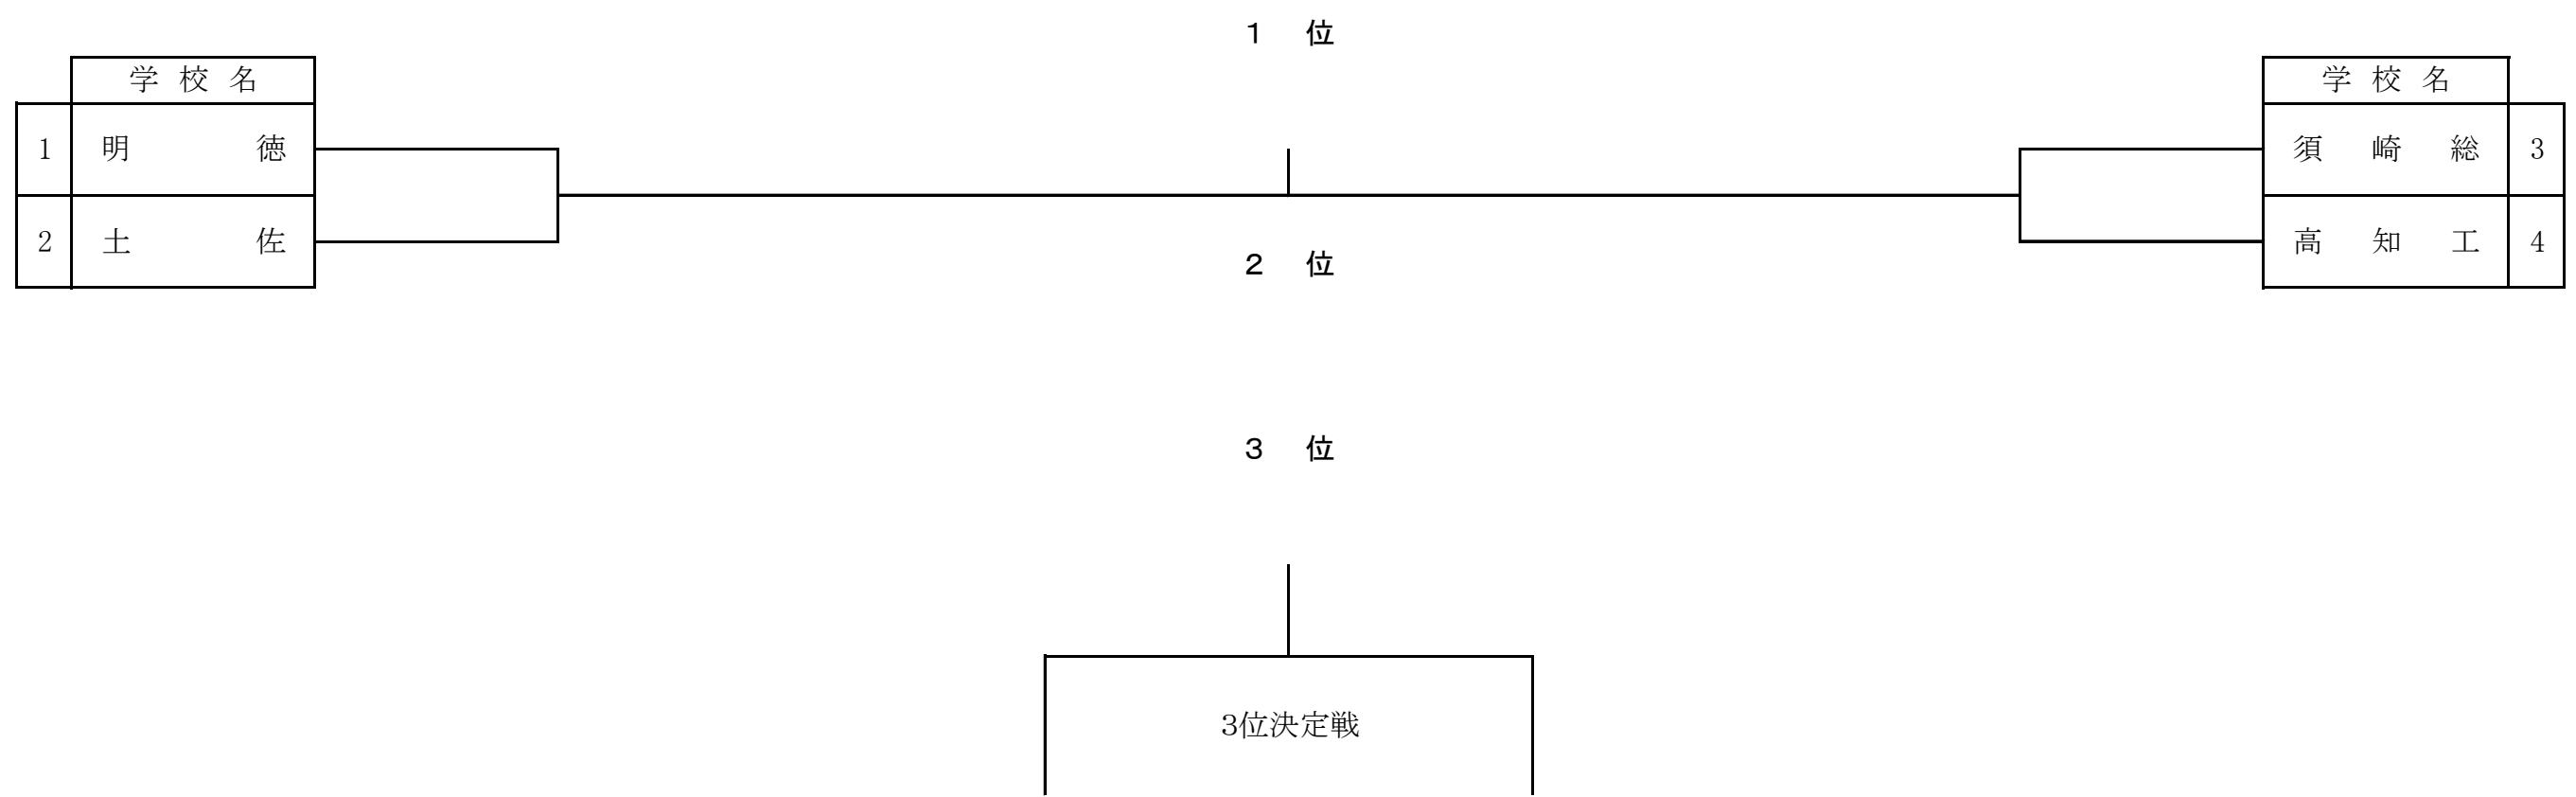 １　位
学 校 名
学 校 名
1 明 徳
須 崎 総 3
2 土 佐
高 知 工 4
２　位
３　位
3位決定戦